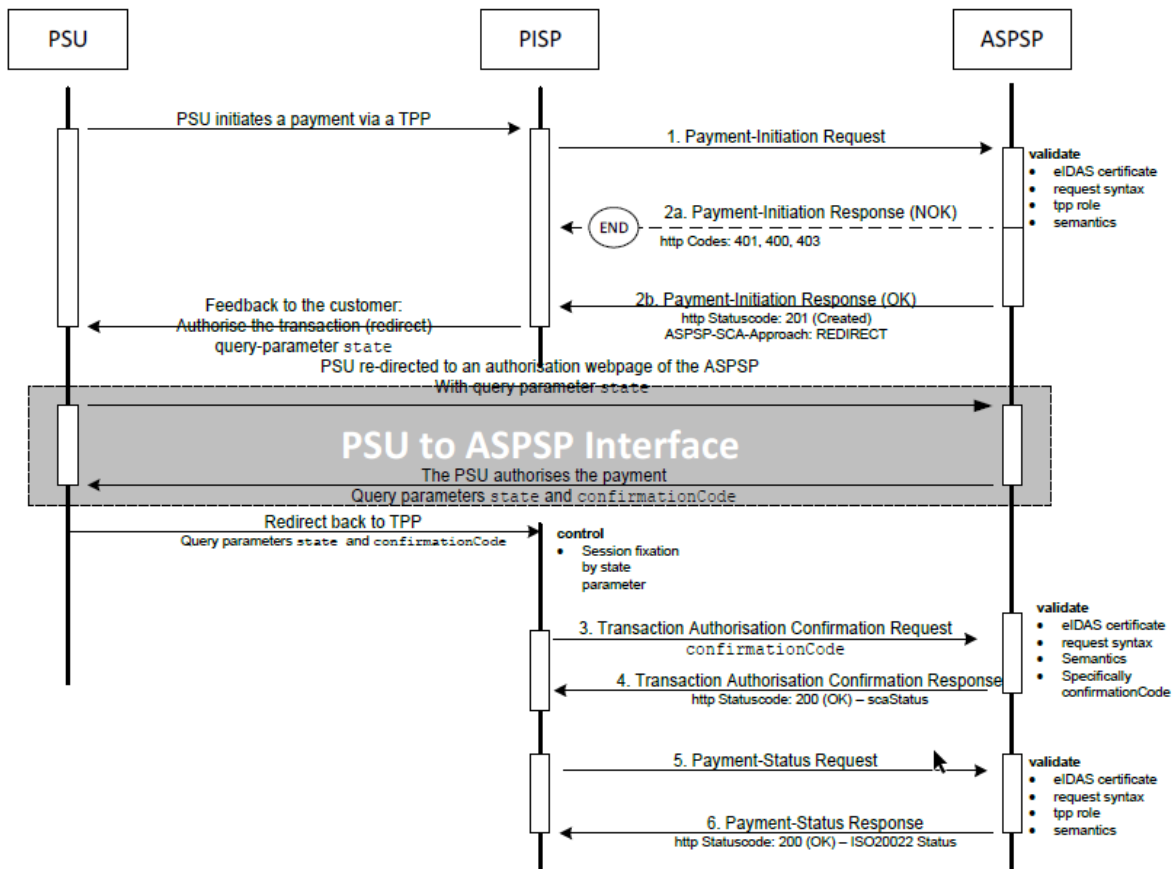 PSU
PISP
ASPSP
PSU initiates a payment via a TPP
1. Payment-Initiation Request
validate
• eIDAS certificate
• request syntax
• tpp role
• semantics
2a. Payment-Initiation Response (NOK)
END
http Codes: 401, 400, 403
2b. Payment-Initiation Response (OK)
http Statuscode: 201 (Created)
ASPSP-SCA-Approach: REDIRECT
Feedback to the customer:
Authorise the transaction (redirect)
query-parameter state
PSU re-directed to an authorisation webpage of the ASPSP
With query parameter state
PSU to ASPSP Interface
The PSU authorises the payment
Query parameters state and confirmationCode
Redirect back to TPP
Query parameters state and confirmationCode
control
• Session fixation
by state
parameter
3. Transaction Authorisation Confirmation Request
confirmationCode
validate
• eIDAS certificate
• request syntax
• Semantics
• Specifically
confirmationCode
4. Transaction Authorisation Confirmation Response
http Statuscode: 200 (OK) – scaStatus
5. Payment-Status Request
validate
• eIDAS certificate
• request syntax
• tpp role
• semantics
6. Payment-Status Response
http Statuscode: 200 (OK) – ISO20022 Status